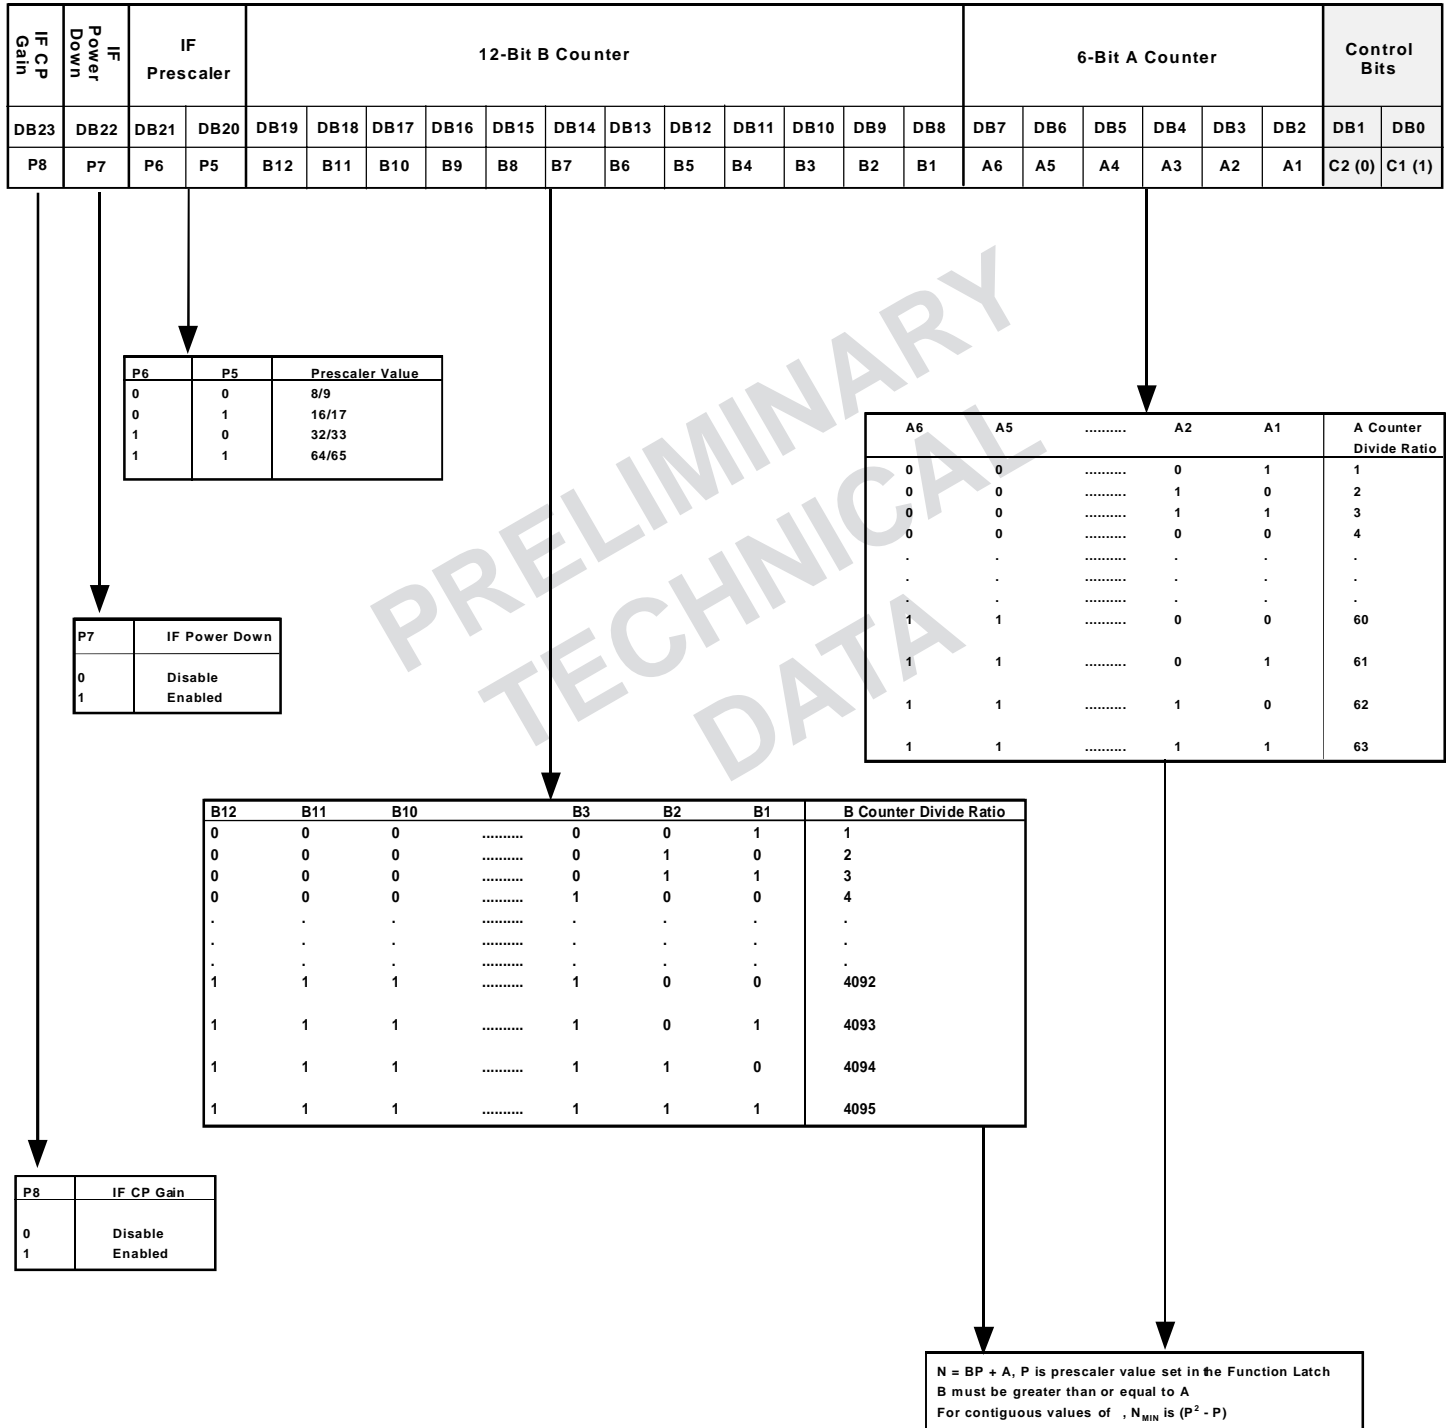 IF CP Gain
IF Power Down
IF Prescaler
12-Bit B Counter
6-Bit A Counter
Control Bits
DB23 DB22 DB21 DB20 DB19 DB18 DB17 DB16 DB15 DB14 DB13 DB12 DB11 DB10 DB9 DB8 DB7 DB6 DB5 DB4 DB3 DB2 DB1 DB0
P8 P7 P6 P5 B12 B11 B10 B9 B8 B7 B6 B5 B4 B3 B2 B1 A6 A5 A4 A3 A2 A1 C2 (0) C1 (1)
PRELIMINARY
TECHNICAL
DATA
P6 P5 Prescaler Value
0 0 8/9
0 1 16/17
1 0 32/33
1 1 64/65
A6 A5 .......... A2 A1 A Counter Divide Ratio
0 0 .......... 0 1 1
0 0 .......... 1 0 2
0 0 .......... 1 1 3
0 0 .......... 0 0 4
. . .......... . . .
. . .......... . . .
. . .......... . . .
1 1 .......... 0 0 60
1 1 .......... 0 1 61
1 1 .......... 1 0 62
1 1 .......... 1 1 63
P7 IF Power Down
0 Disable
1 Enabled
B12 B11 B10 .......... B3 B2 B1 B Counter Divide Ratio
0 0 0 .......... 0 0 1 1
0 0 0 .......... 0 1 0 2
0 0 0 .......... 0 1 1 3
0 0 0 .......... 1 0 0 4
. . . .......... . . . .
. . . .......... . . . .
. . . .......... . . . .
1 1 1 .......... 1 0 0 4092
1 1 1 .......... 1 0 1 4093
1 1 1 .......... 1 1 0 4094
1 1 1 .......... 1 1 1 4095
P8 IF CP Gain
0 Disable
1 Enabled
N = BP + A, P is prescaler value set in the Function Latch
B must be greater than or equal to A
For contiguous values of , N_MIN is (P² - P)